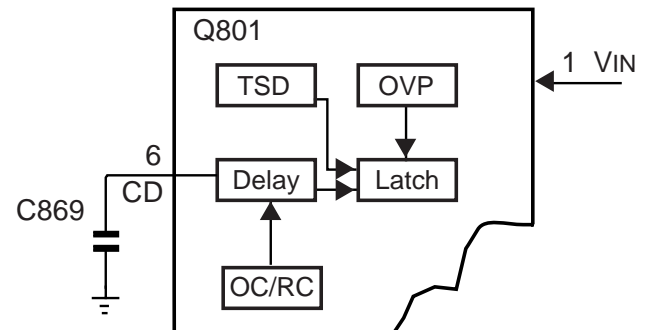 Q801
1 VIN
TSD
OVP
6
CD
Delay
Latch
C869
OC/RC